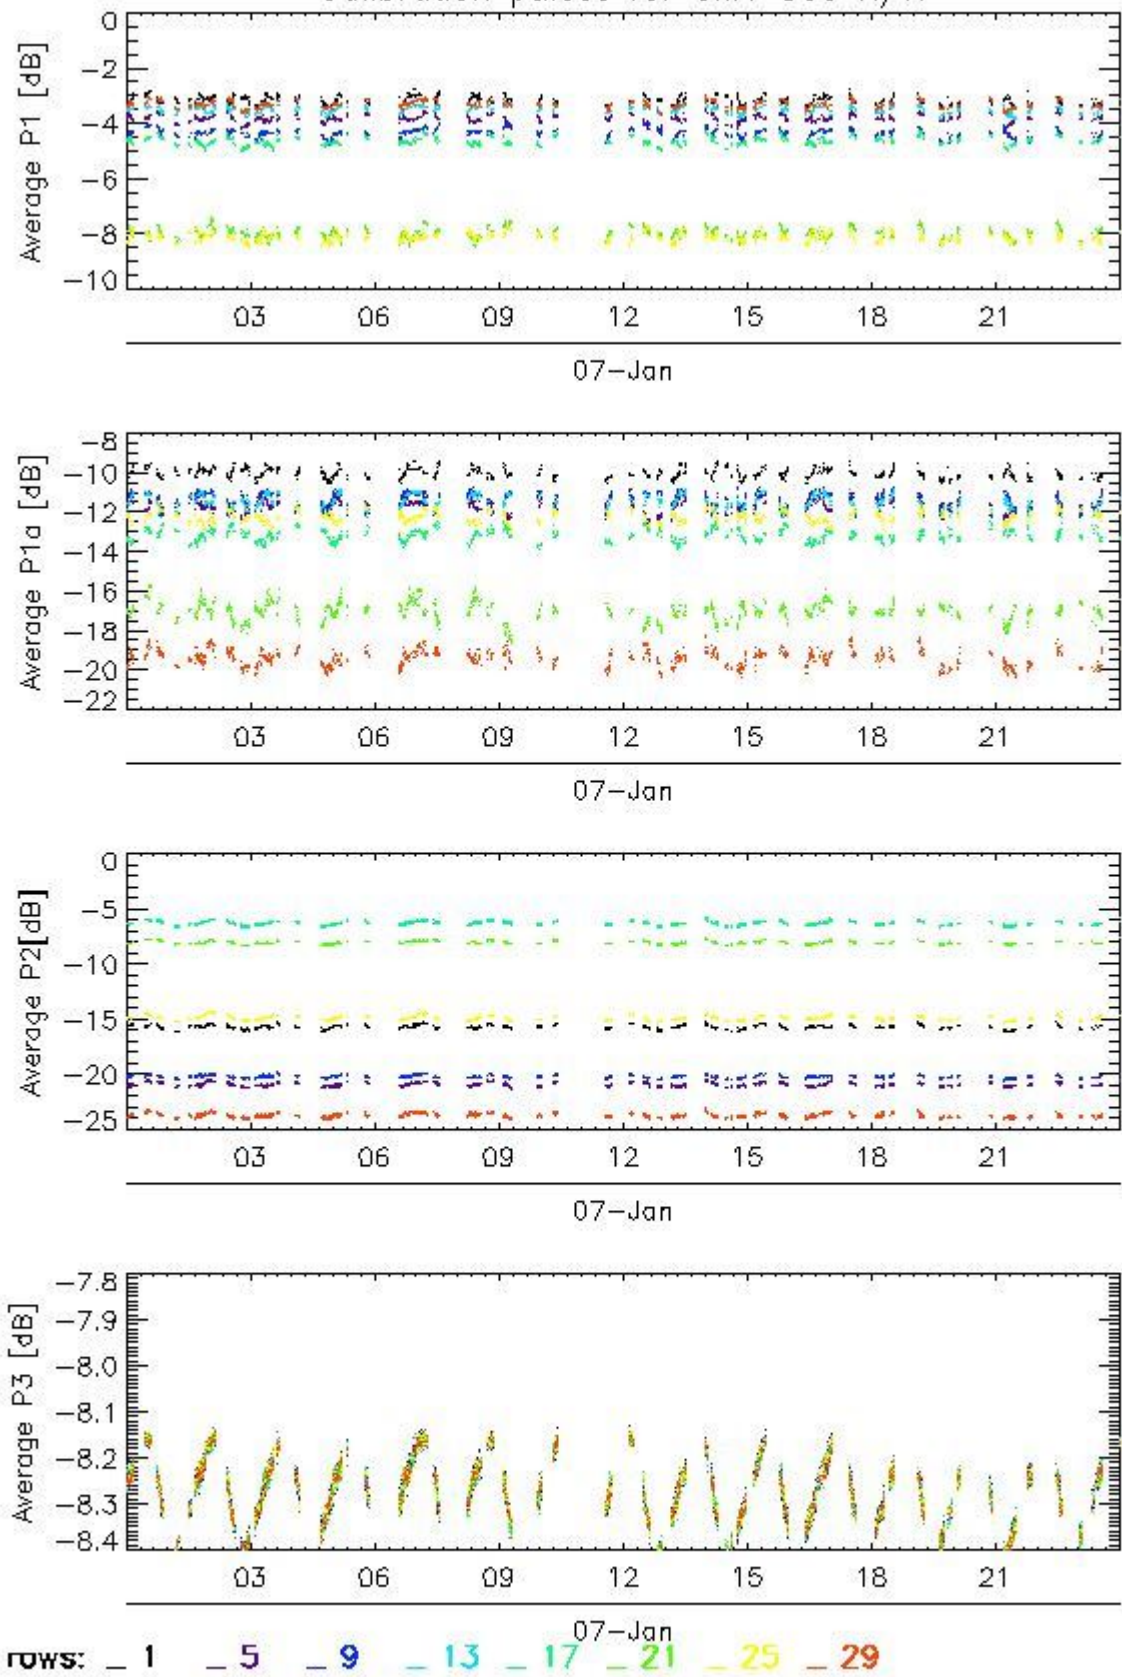 0
-2
-4
-6
-8
-10
Average P1 [dB]
03 06 09 12 15 18 21
07-Jan
-8
-10
-12
-14
-16
-18
-20
-22
Average P1a [dB]
03 06 09 12 15 18 21
07-Jan
0
-5
-10
-15
-20
-25
Average P2[dB]
03 06 09 12 15 18 21
07-Jan
-7.8
-7.9
-8.0
-8.1
-8.2
-8.3
-8.4
Average P3 [dB]
03 06 09 12 15 18 21
07-Jan
rows: _ 1 _ 5 _ 9 _ 13 _ 17 _ 21 _ 25 _ 29